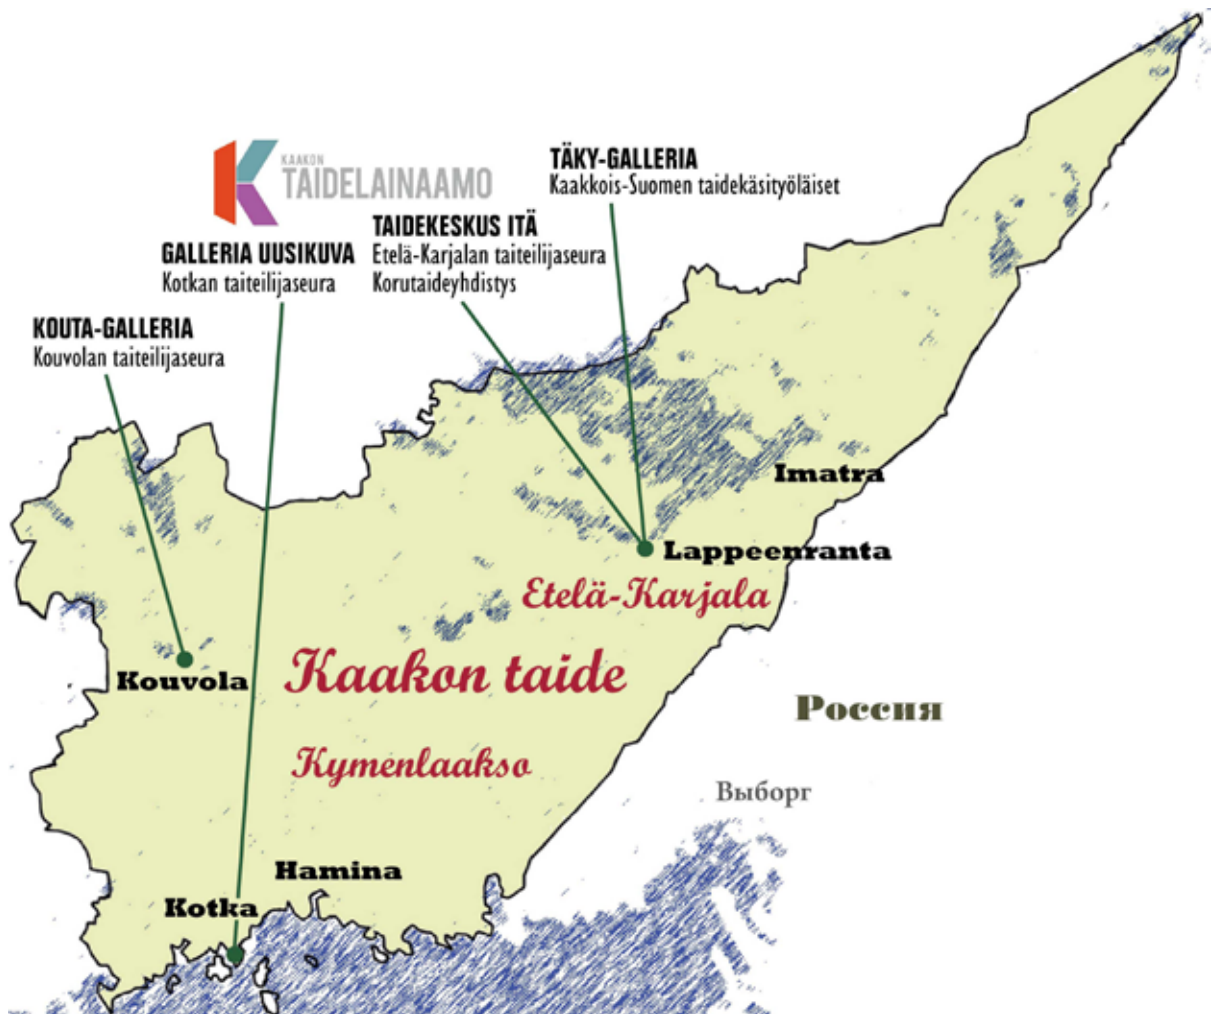 KAAKON
TAIDELAINAAMO
TÄKY-GALLERIA
Kaakkois-Suomen taidekäsityöläiset
TAIDEKESKUS ITÄ
Etelä-Karjalan taiteilijaseura
Korutaideyhdistys
GALLERIA UUSIKUVA
Kotkan taiteilijaseura
KOUTA-GALLERIA
Kouvolan taiteilijaseura
Imatra
Lappeenranta
Etelä-Karjala
Kaakon taide
Kouvola
Россия
Kymenlaakso
Выборг
Hamina
Kotka